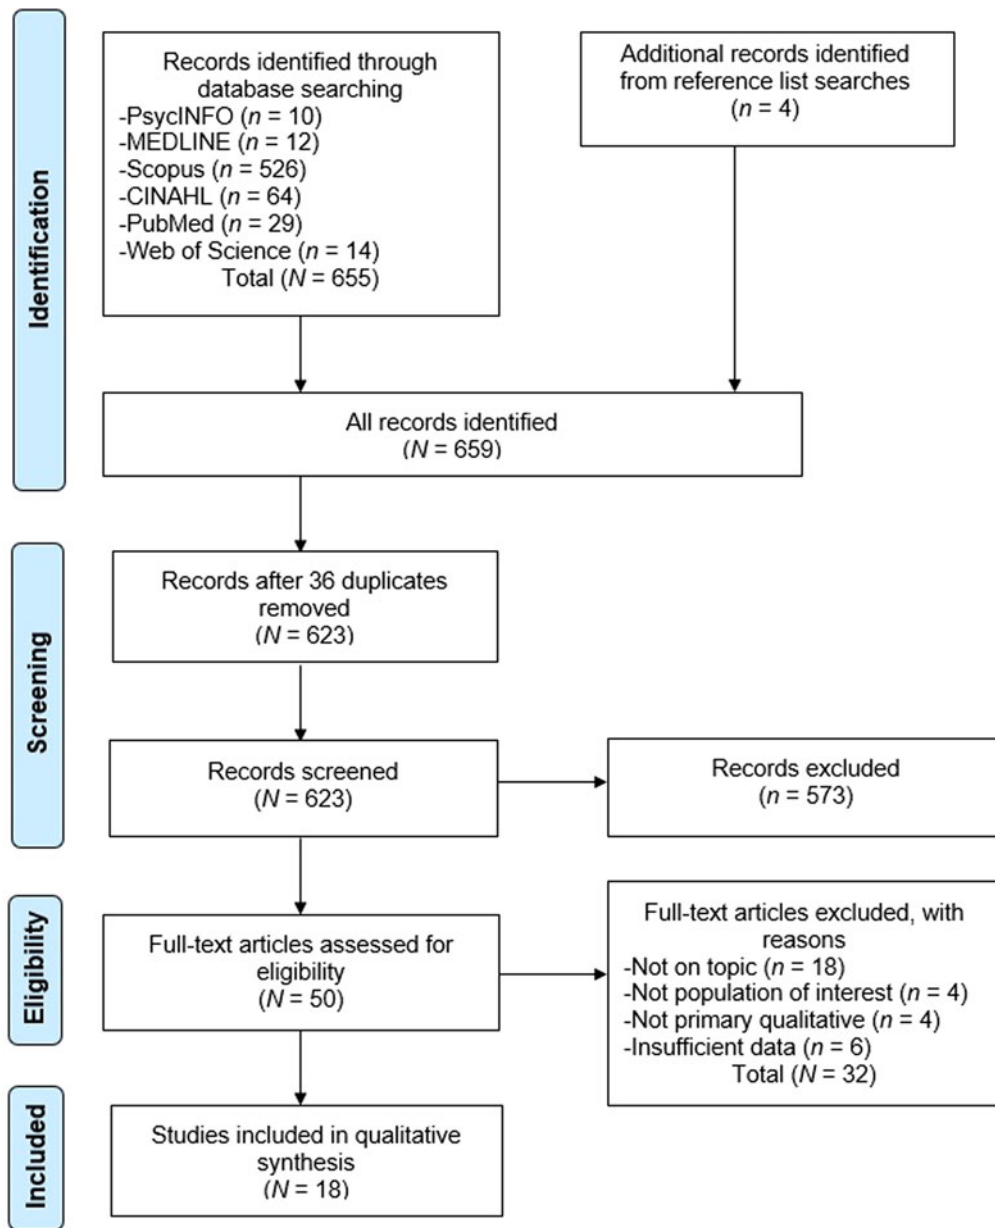 Identification
Records identified through
database searching
-PsycINFO (n = 10)
-MEDLINE (n = 12)
-Scopus (n = 526)
-CINAHL (n = 64)
-PubMed (n = 29)
-Web of Science (n = 14)
Total (N = 655)
Additional records identified
from reference list searches
(n = 4)
All records identified
(N = 659)
Screening
Records after 36 duplicates
removed
(N = 623)
Records screened
(N = 623)
Records excluded
(n = 573)
Eligibility
Full-text articles assessed for
eligibility
(N = 50)
Full-text articles excluded, with
reasons
-Not on topic (n = 18)
-Not population of interest (n = 4)
-Not primary qualitative (n = 4)
-Insufficient data (n = 6)
Total (N = 32)
Included
Studies included in qualitative
synthesis
(N = 18)